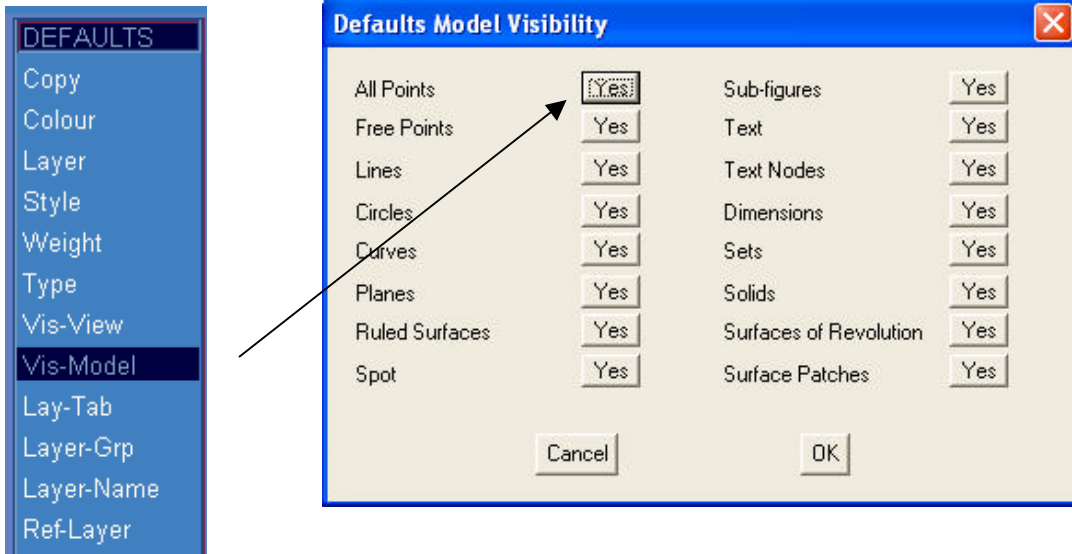 DEFAULTS
Copy
Colour
Layer
Style
Weight
Type
Vis-View
Vis-Model
Lay-Tab
Layer-Grp
Layer-Name
Ref-Layer
Defaults Model Visibility
All Points Yes Sub-figures Yes
Free Points Yes Text Yes
Lines Yes Text Nodes Yes
Circles Yes Dimensions Yes
Curves Yes Sets Yes
Planes Yes Solids Yes
Ruled Surfaces Yes Surfaces of Revolution Yes
Spot Yes Surface Patches Yes
Cancel OK